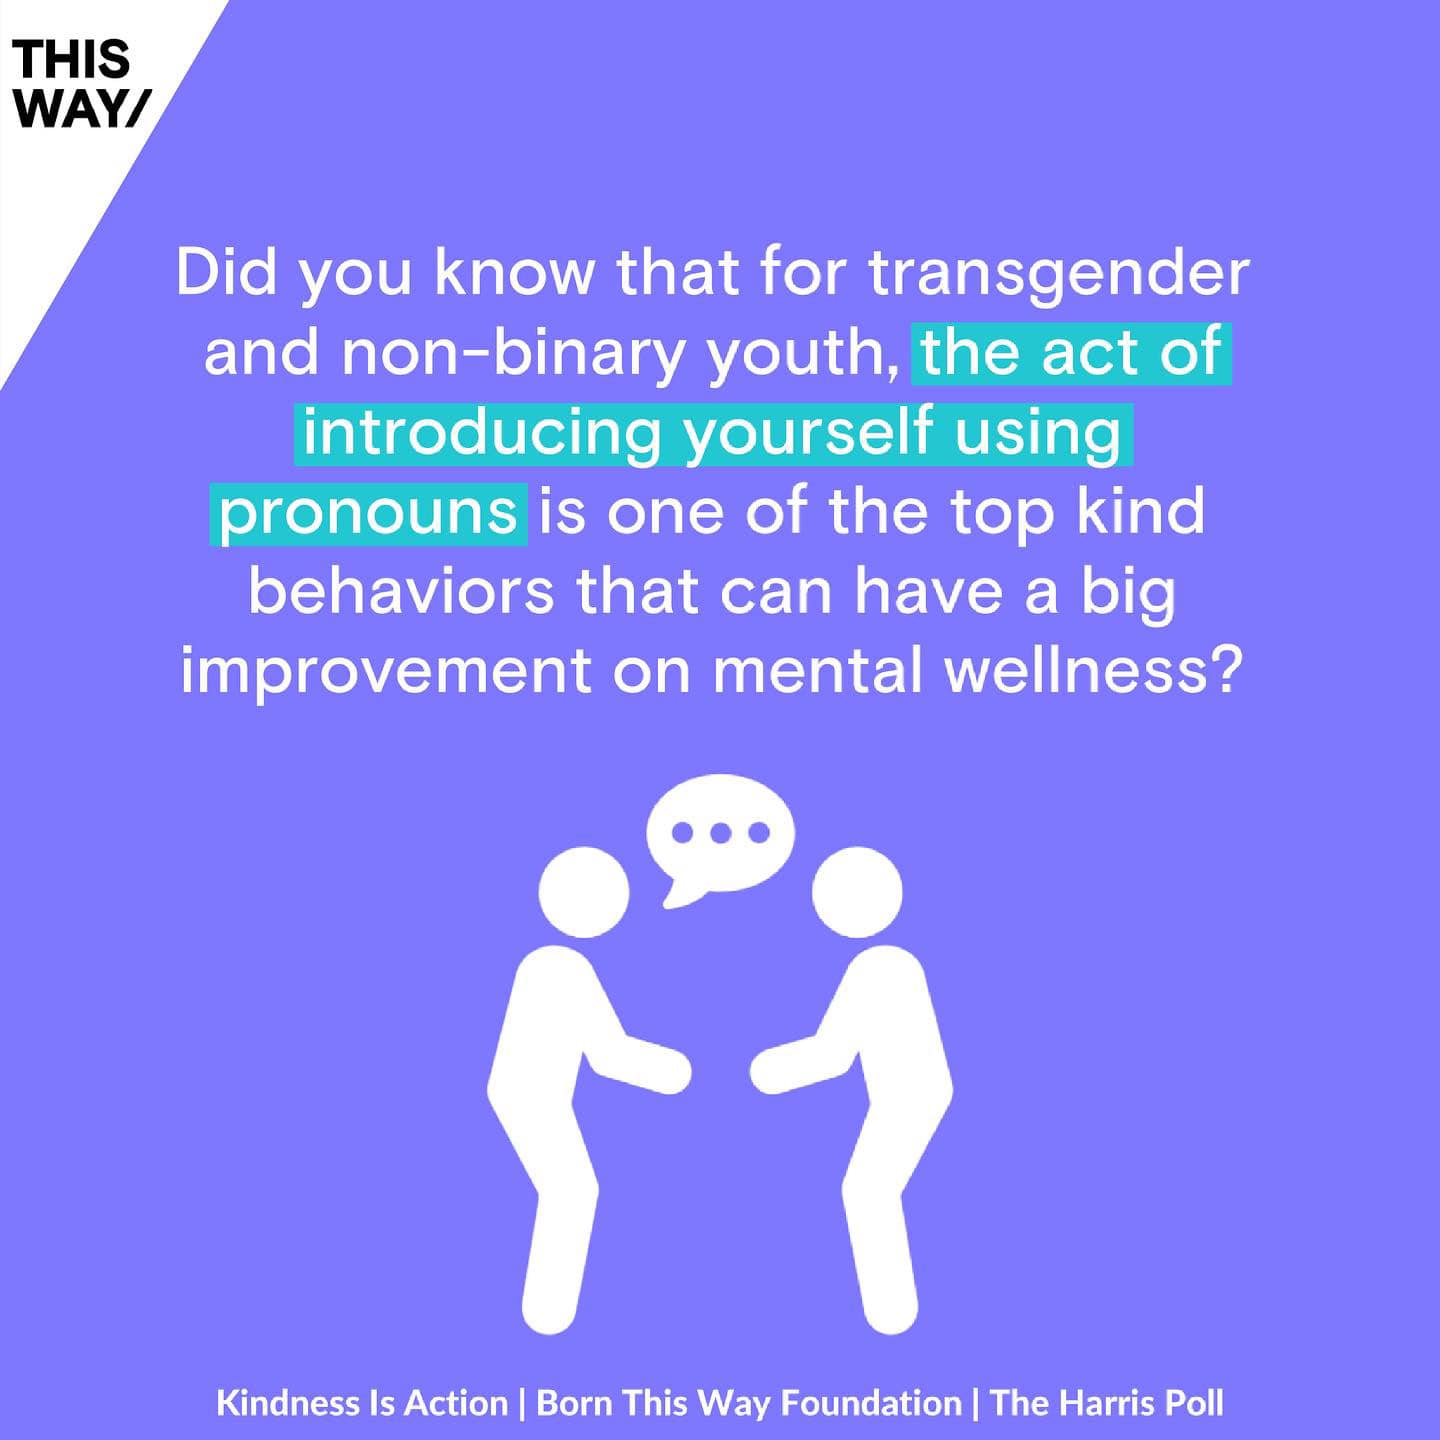 THIS
WAY/
Did you know that for transgender
and non-binary youth, the act of
introducing yourself using
pronouns is one of the top kind
behaviors that can have a big
improvement on mental wellness?
Kindness Is Action | Born This Way Foundation | The Harris Poll